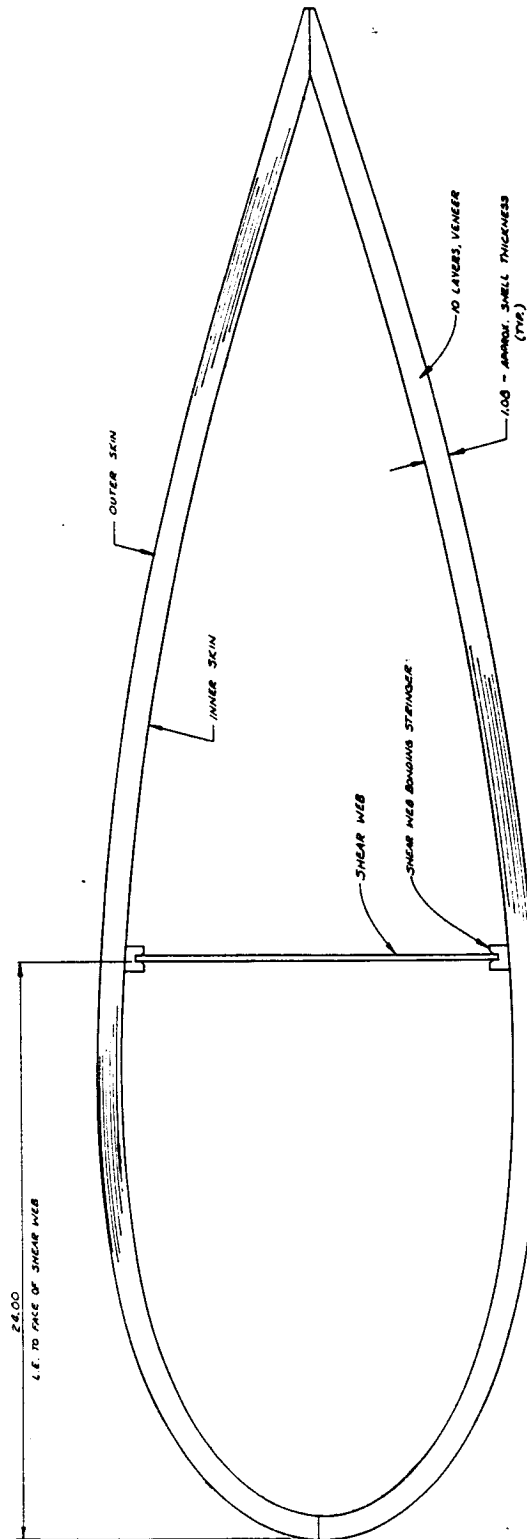 24.00
L.E. TO FACE OF SHEAR WEB
OUTER SKIN
INNER SKIN
SHEAR WEB
SHEAR WEB BONDING STRINGER
10 LAYERS, VENEER
1.08 - APPROX. SHELL THICKNESS
(TYP.)